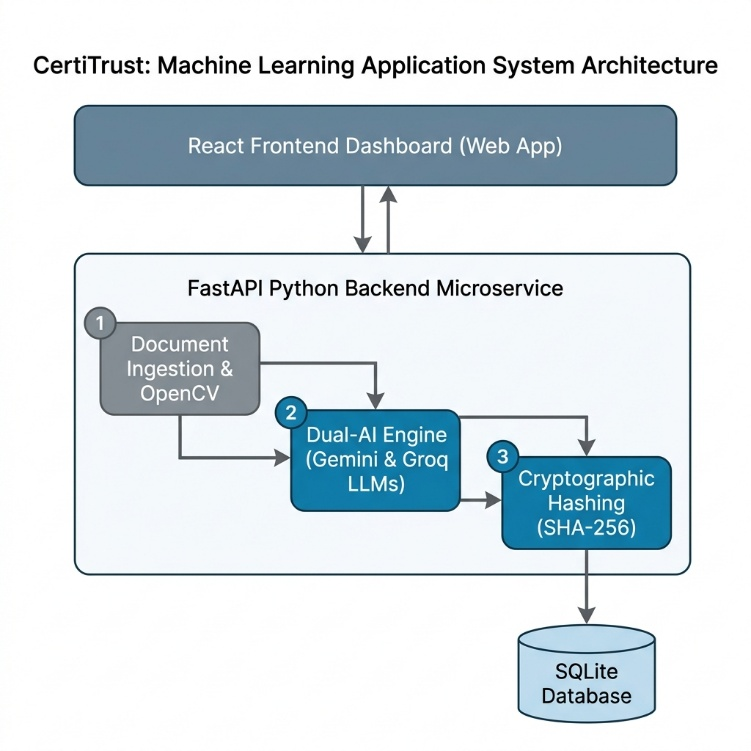 CertiTrust: Machine Learning Application System Architecture
React Frontend Dashboard (Web App)
FastAPI Python Backend Microservice
1
Document
Ingestion &
OpenCV
2
Dual-AI Engine
(Gemini & Groq
LLMs)
3
Cryptographic
Hashing
(SHA-256)
SQLite
Database